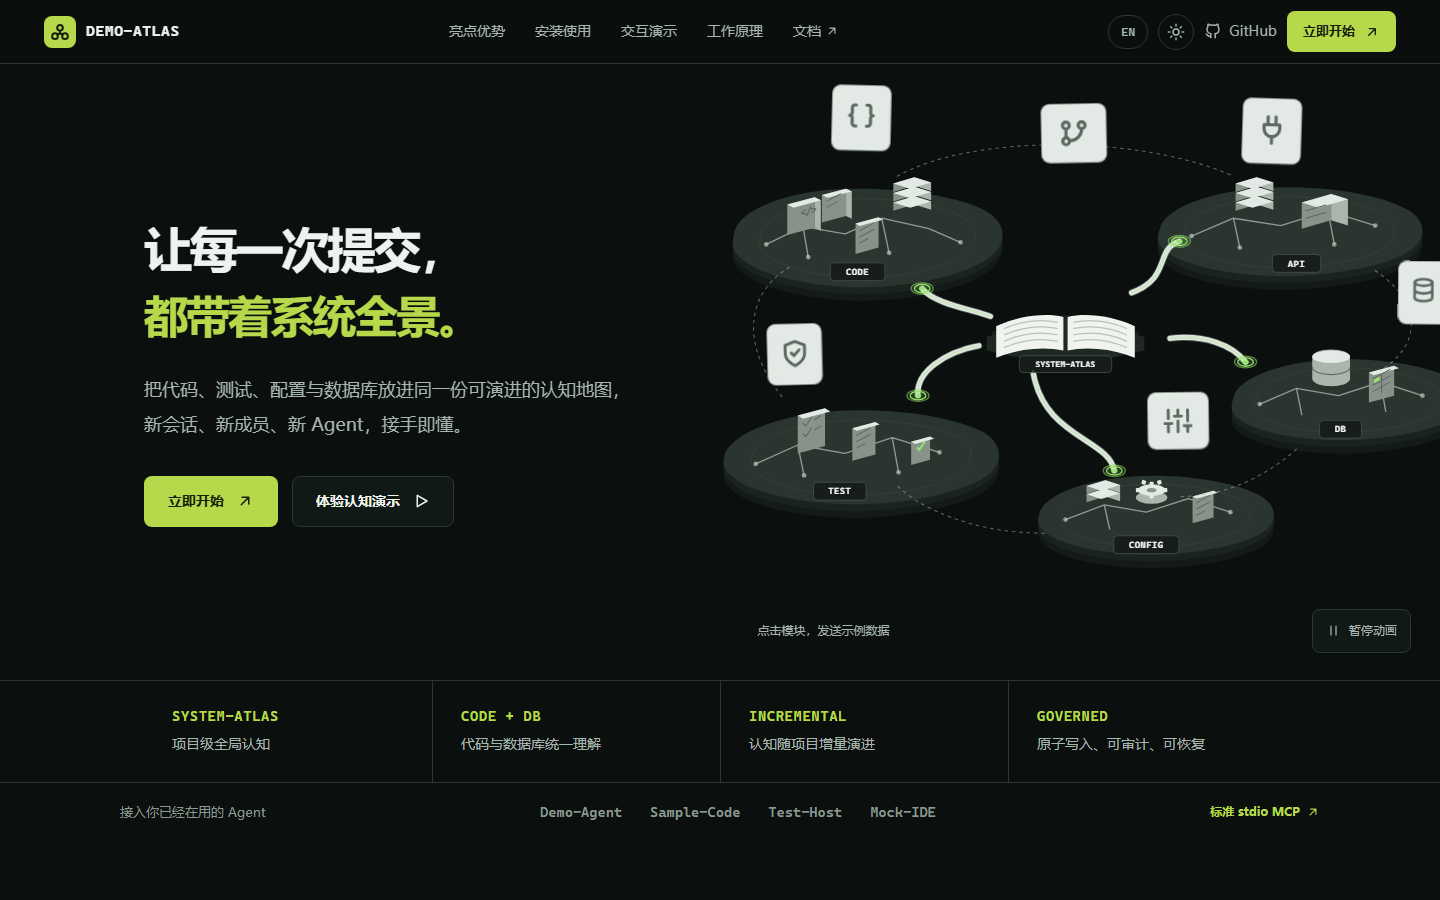 DEMO-ATLAS
亮点优势
安装使用
交互演示
工作原理
文档
EN
GitHub
立即开始
让每一次提交，
都带着系统全景。
把代码、测试、配置与数据库放进同一份可演进的认知地图，
新会话、新成员、新 Agent，接手即懂。
立即开始
体验认知演示
CODE
API
SYSTEM-ATLAS
DB
TEST
CONFIG
点击模块，发送示例数据
暂停动画
SYSTEM-ATLAS
项目级全局认知
CODE + DB
代码与数据库统一理解
INCREMENTAL
认知随项目增量演进
GOVERNED
原子写入、可审计、可恢复
接入你已经在用的 Agent
Demo-Agent
Sample-Code
Test-Host
Mock-IDE
标准 stdio MCP